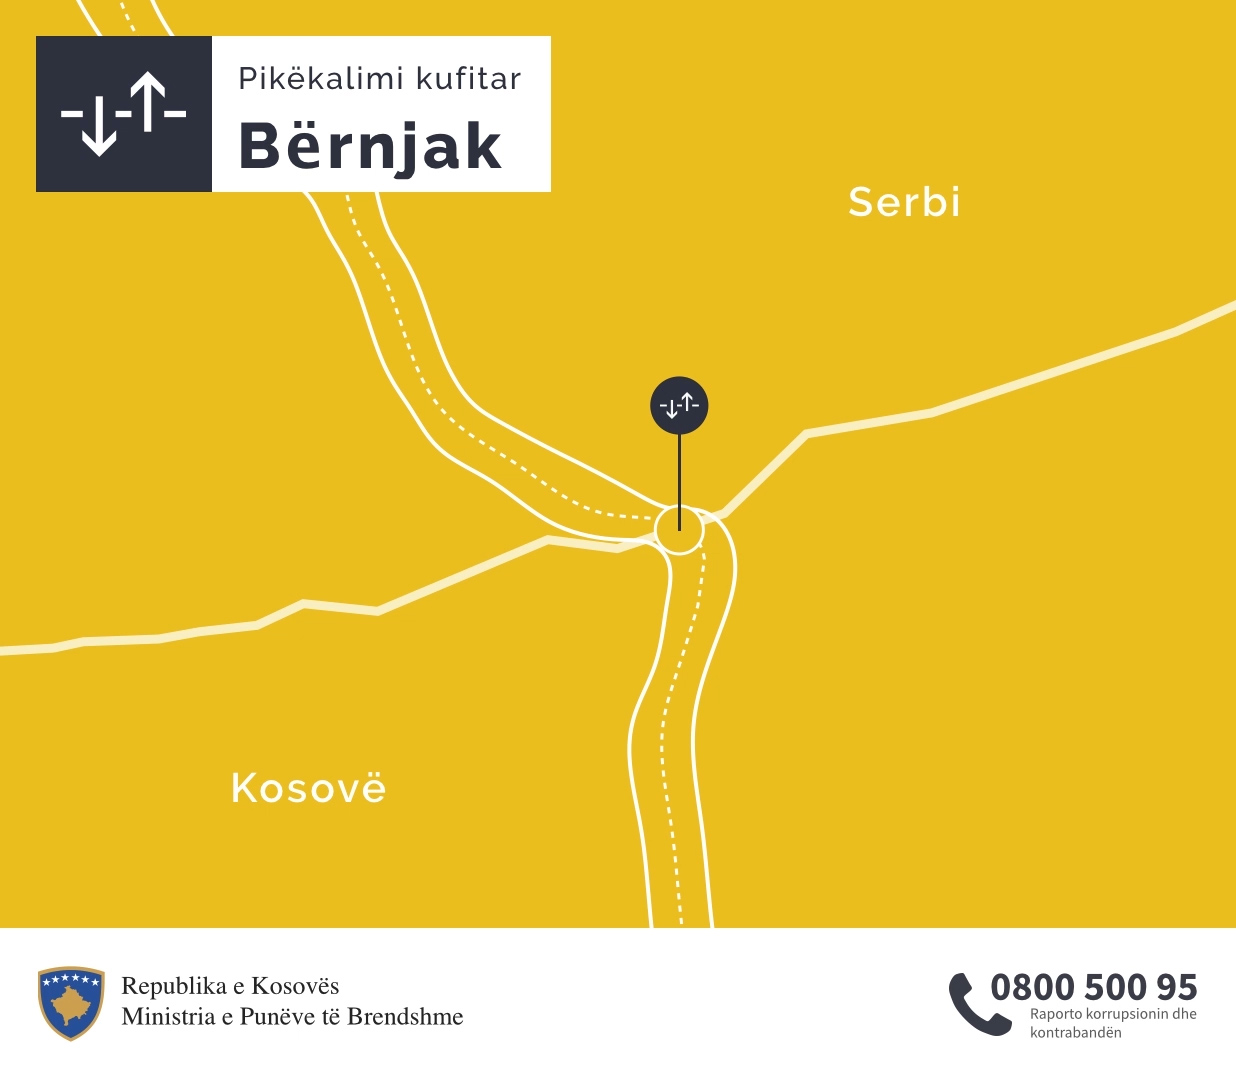 Pikëkalimi kufitar
Bërnjak
Serbi
Kosovë
Republika e Kosovës
Ministria e Punëve të Brendshme
0800 500 95
Raporto korrupsionin dhe
kontrabandën